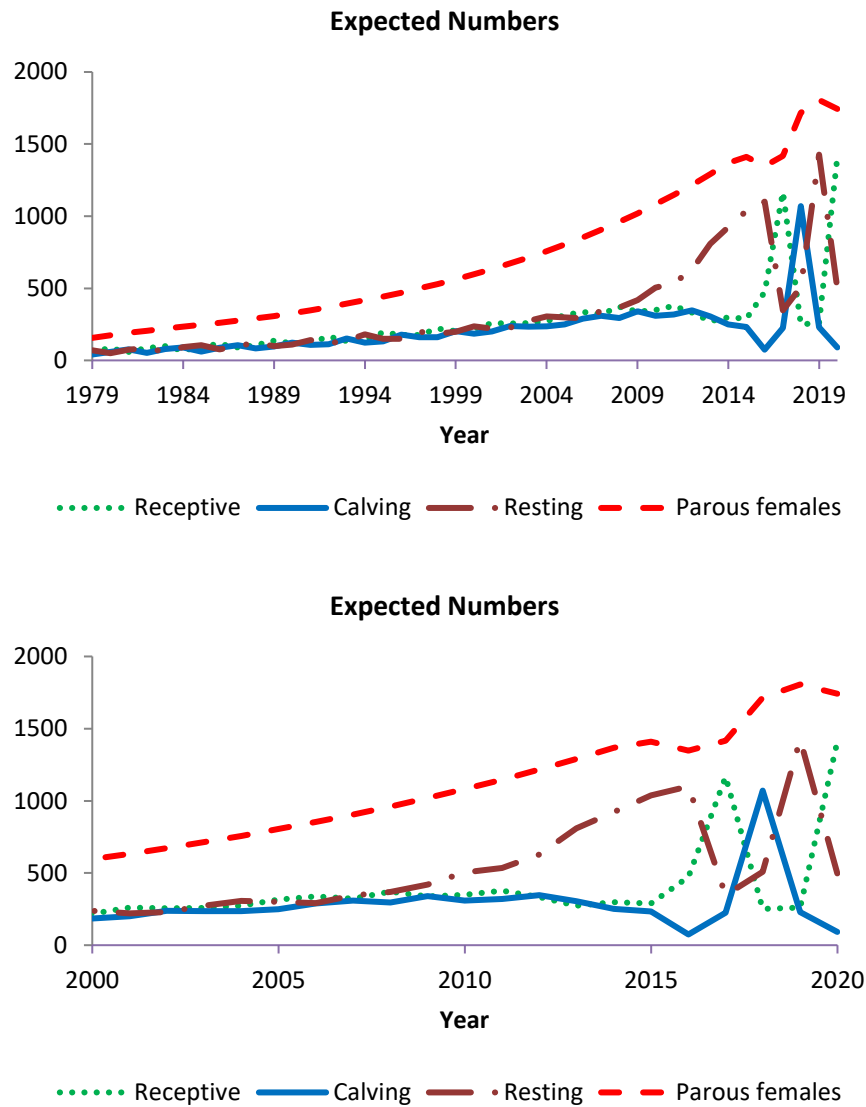 Expected Numbers
2000
1500
1000
500
0
1979 1984 1989 1994 1999 2004 2009 2014 2019
Year
Receptive Calving Resting Parous females
Expected Numbers
2000
1500
1000
500
0
2000 2005 2010 2015 2020
Year
Receptive Calving Resting Parous females